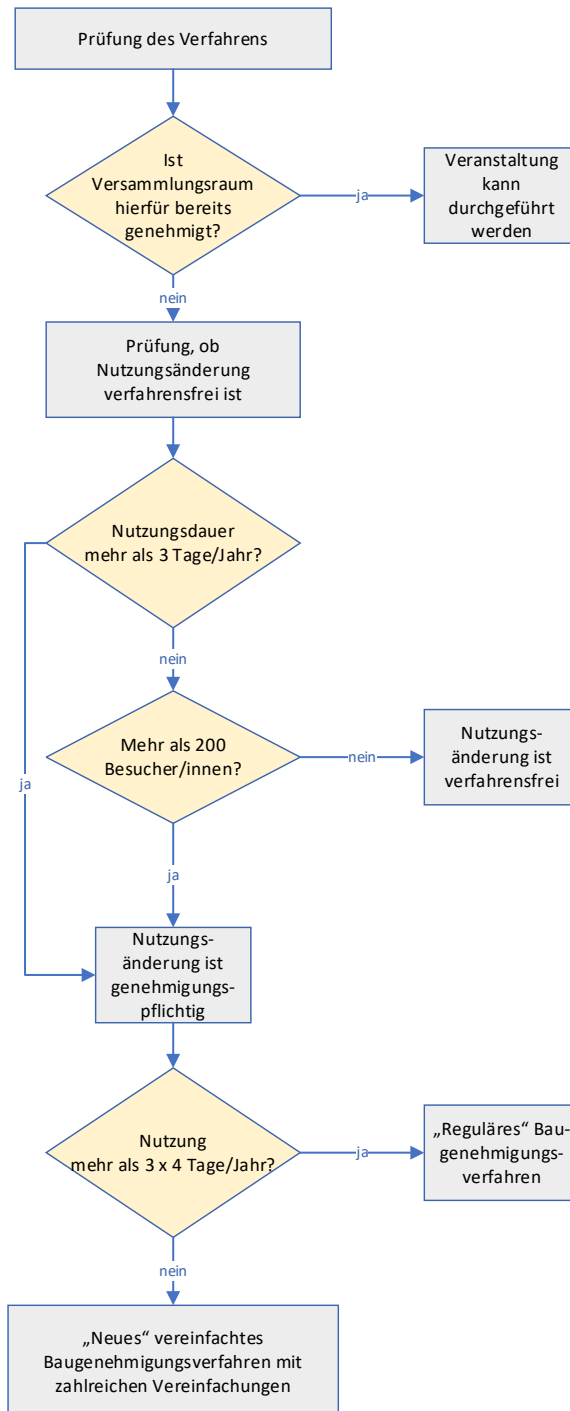 Prüfung des Verfahrens
Ist
Versammlungsraum
hierfür bereits
genehmigt?
ja
Veranstaltung
kann
durchgeführt
werden
nein
Prüfung, ob
Nutzungsänderung
verfahrensfrei ist
Nutzungsdauer
mehr als 3 Tage/Jahr?
nein
Mehr als 200
Besucher/innen?
nein
Nutzungs-
änderung ist
verfahrensfrei
ja
ja
Nutzungs-
änderung ist
genehmigungs-
pflichtig
Nutzung
mehr als 3 x 4 Tage/Jahr?
ja
„Reguläres“ Bau-
genehmigungs-
verfahren
nein
„Neues“ vereinfachtes
Baugenehmigungsverfahren mit
zahlreichen Vereinfachungen